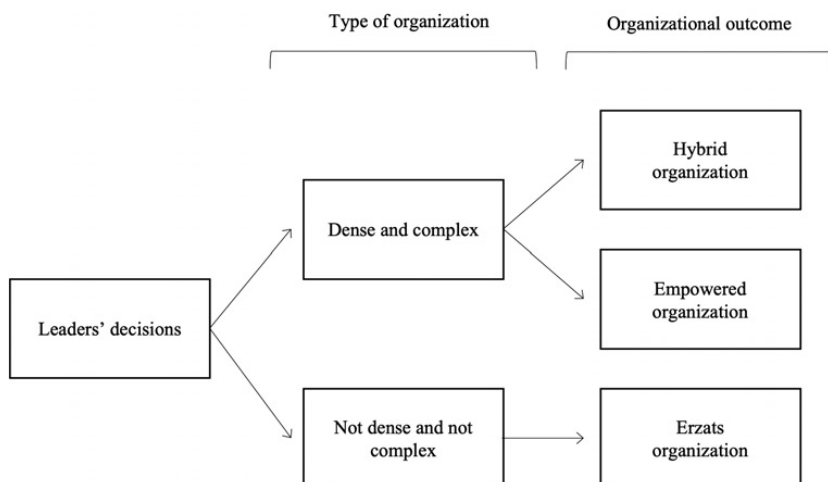 Type of organization
Organizational outcome
Hybrid
organization
Dense and complex
Empowered
organization
Leaders’ decisions
Not dense and not
complex
Erzats
organization